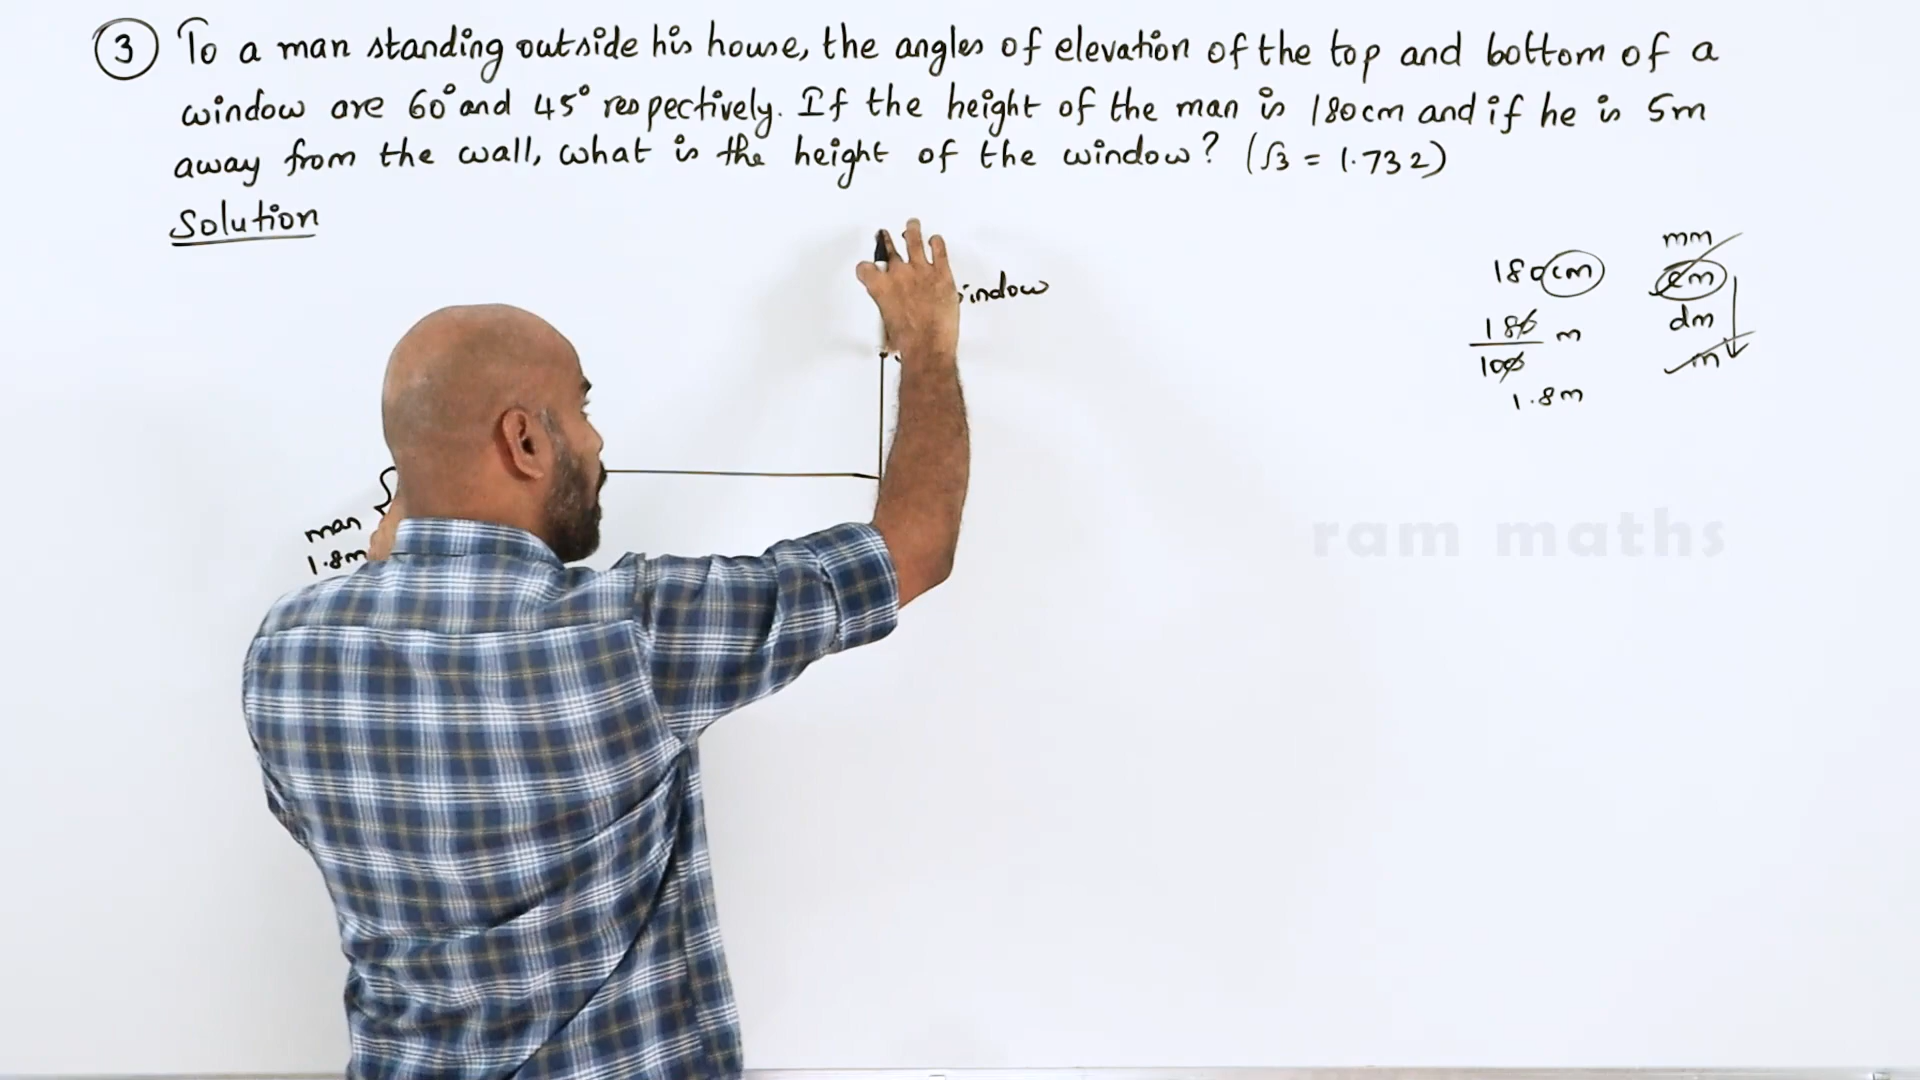 3 To a man standing outside his house, the angles of elevation of the top and bottom of a
window are 60° and 45° respectively. If the height of the man is 180cm and if he is 5m
away from the wall, what is the height of the window? (√3 = 1.732)
Solution
indow
man
1.8m
180cm
180/100 m
1.8m
mm
cm
dm
m
ram maths